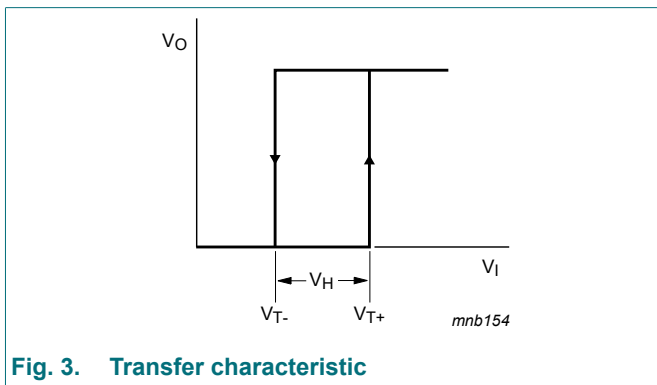 VO
VI
VH
VT-
VT+
mnb154
Fig. 3. Transfer characteristic